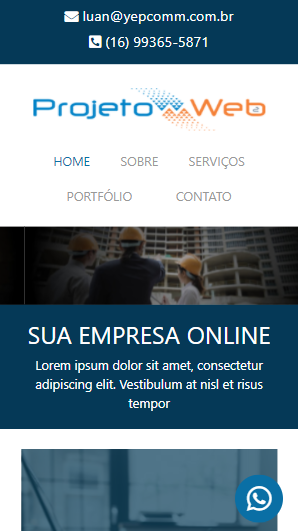 luan@yepcomm.com.br
(16) 99365-5871
Projeto Web
HOME SOBRE SERVIÇOS
PORTFÓLIO CONTATO
SUA EMPRESA ONLINE
Lorem ipsum dolor sit amet, consectetur
adipiscing elit. Vestibulum at nisl et risus
tempor